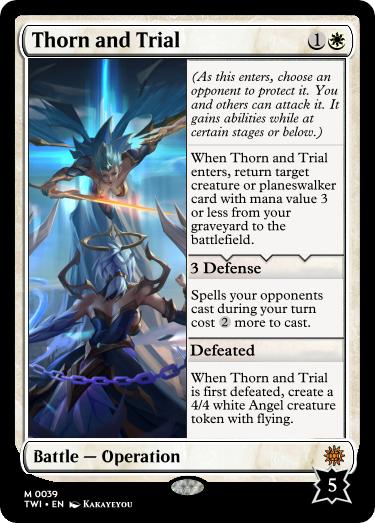 Thorn and Trial 1
(As this enters, choose an
opponent to protect it. You
and others can attack it. It
gains abilities while at
certain stages or below.)
When Thorn and Trial
enters, return target
creature or planeswalker
card with mana value 3
or less from your
graveyard to the
battlefield.
3 Defense
Spells your opponents
cast during your turn
cost 2 more to cast.
Defeated
When Thorn and Trial
is first defeated, create a
4/4 white Angel creature
token with flying.
Battle — Operation
5
M 0039
TWI • EN Kakayeyou